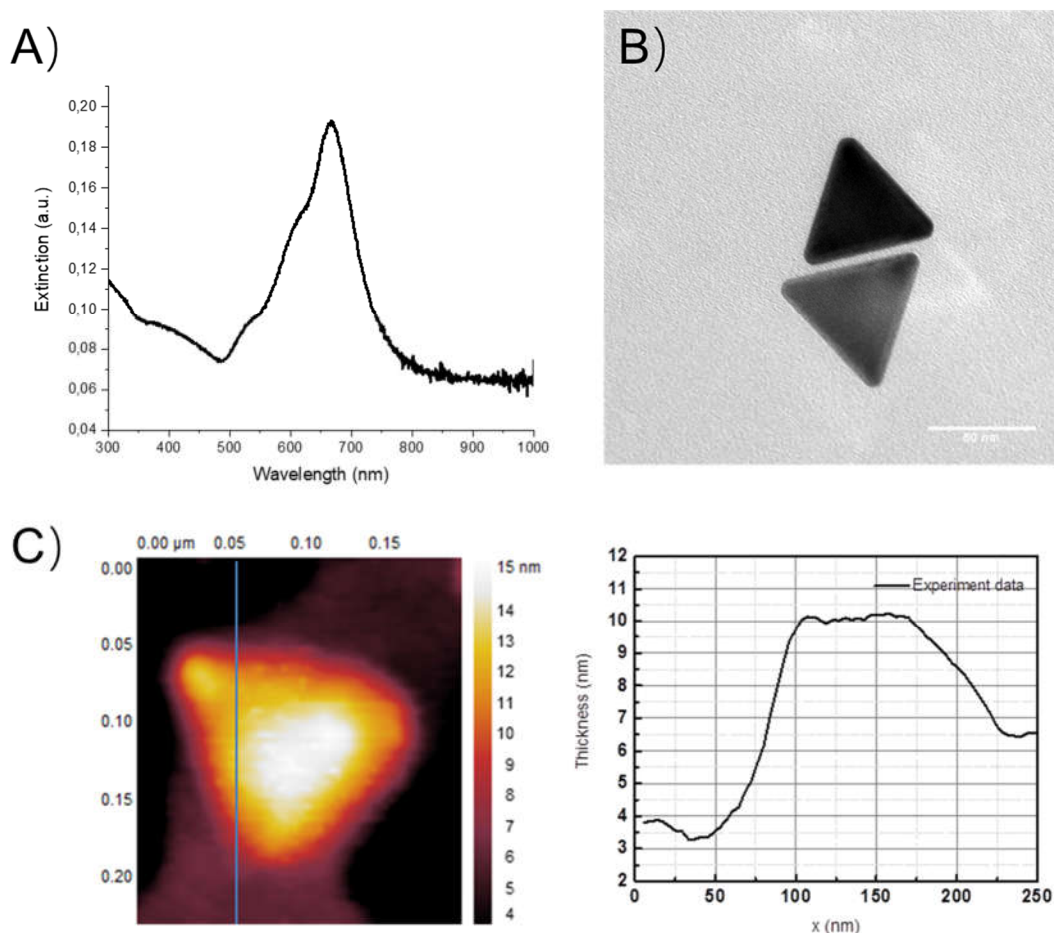 A)
0,20
0,18
0,16
0,14
0,12
0,10
0,08
0,06
0,04
Extinction (a.u.)
300 400 500 600 700 800 900 1000
Wavelength (nm)
B)
50 nm
C)
0.00 µm 0.05 0.10 0.15
0.00
0.05
0.10
0.15
0.20
15 nm
14
13
12
11
10
9
8
7
6
5
4
12
11
10
9
8
7
6
5
4
3
2
Thickness (nm)
Experiment data
0 50 100 150 200 250
x (nm)